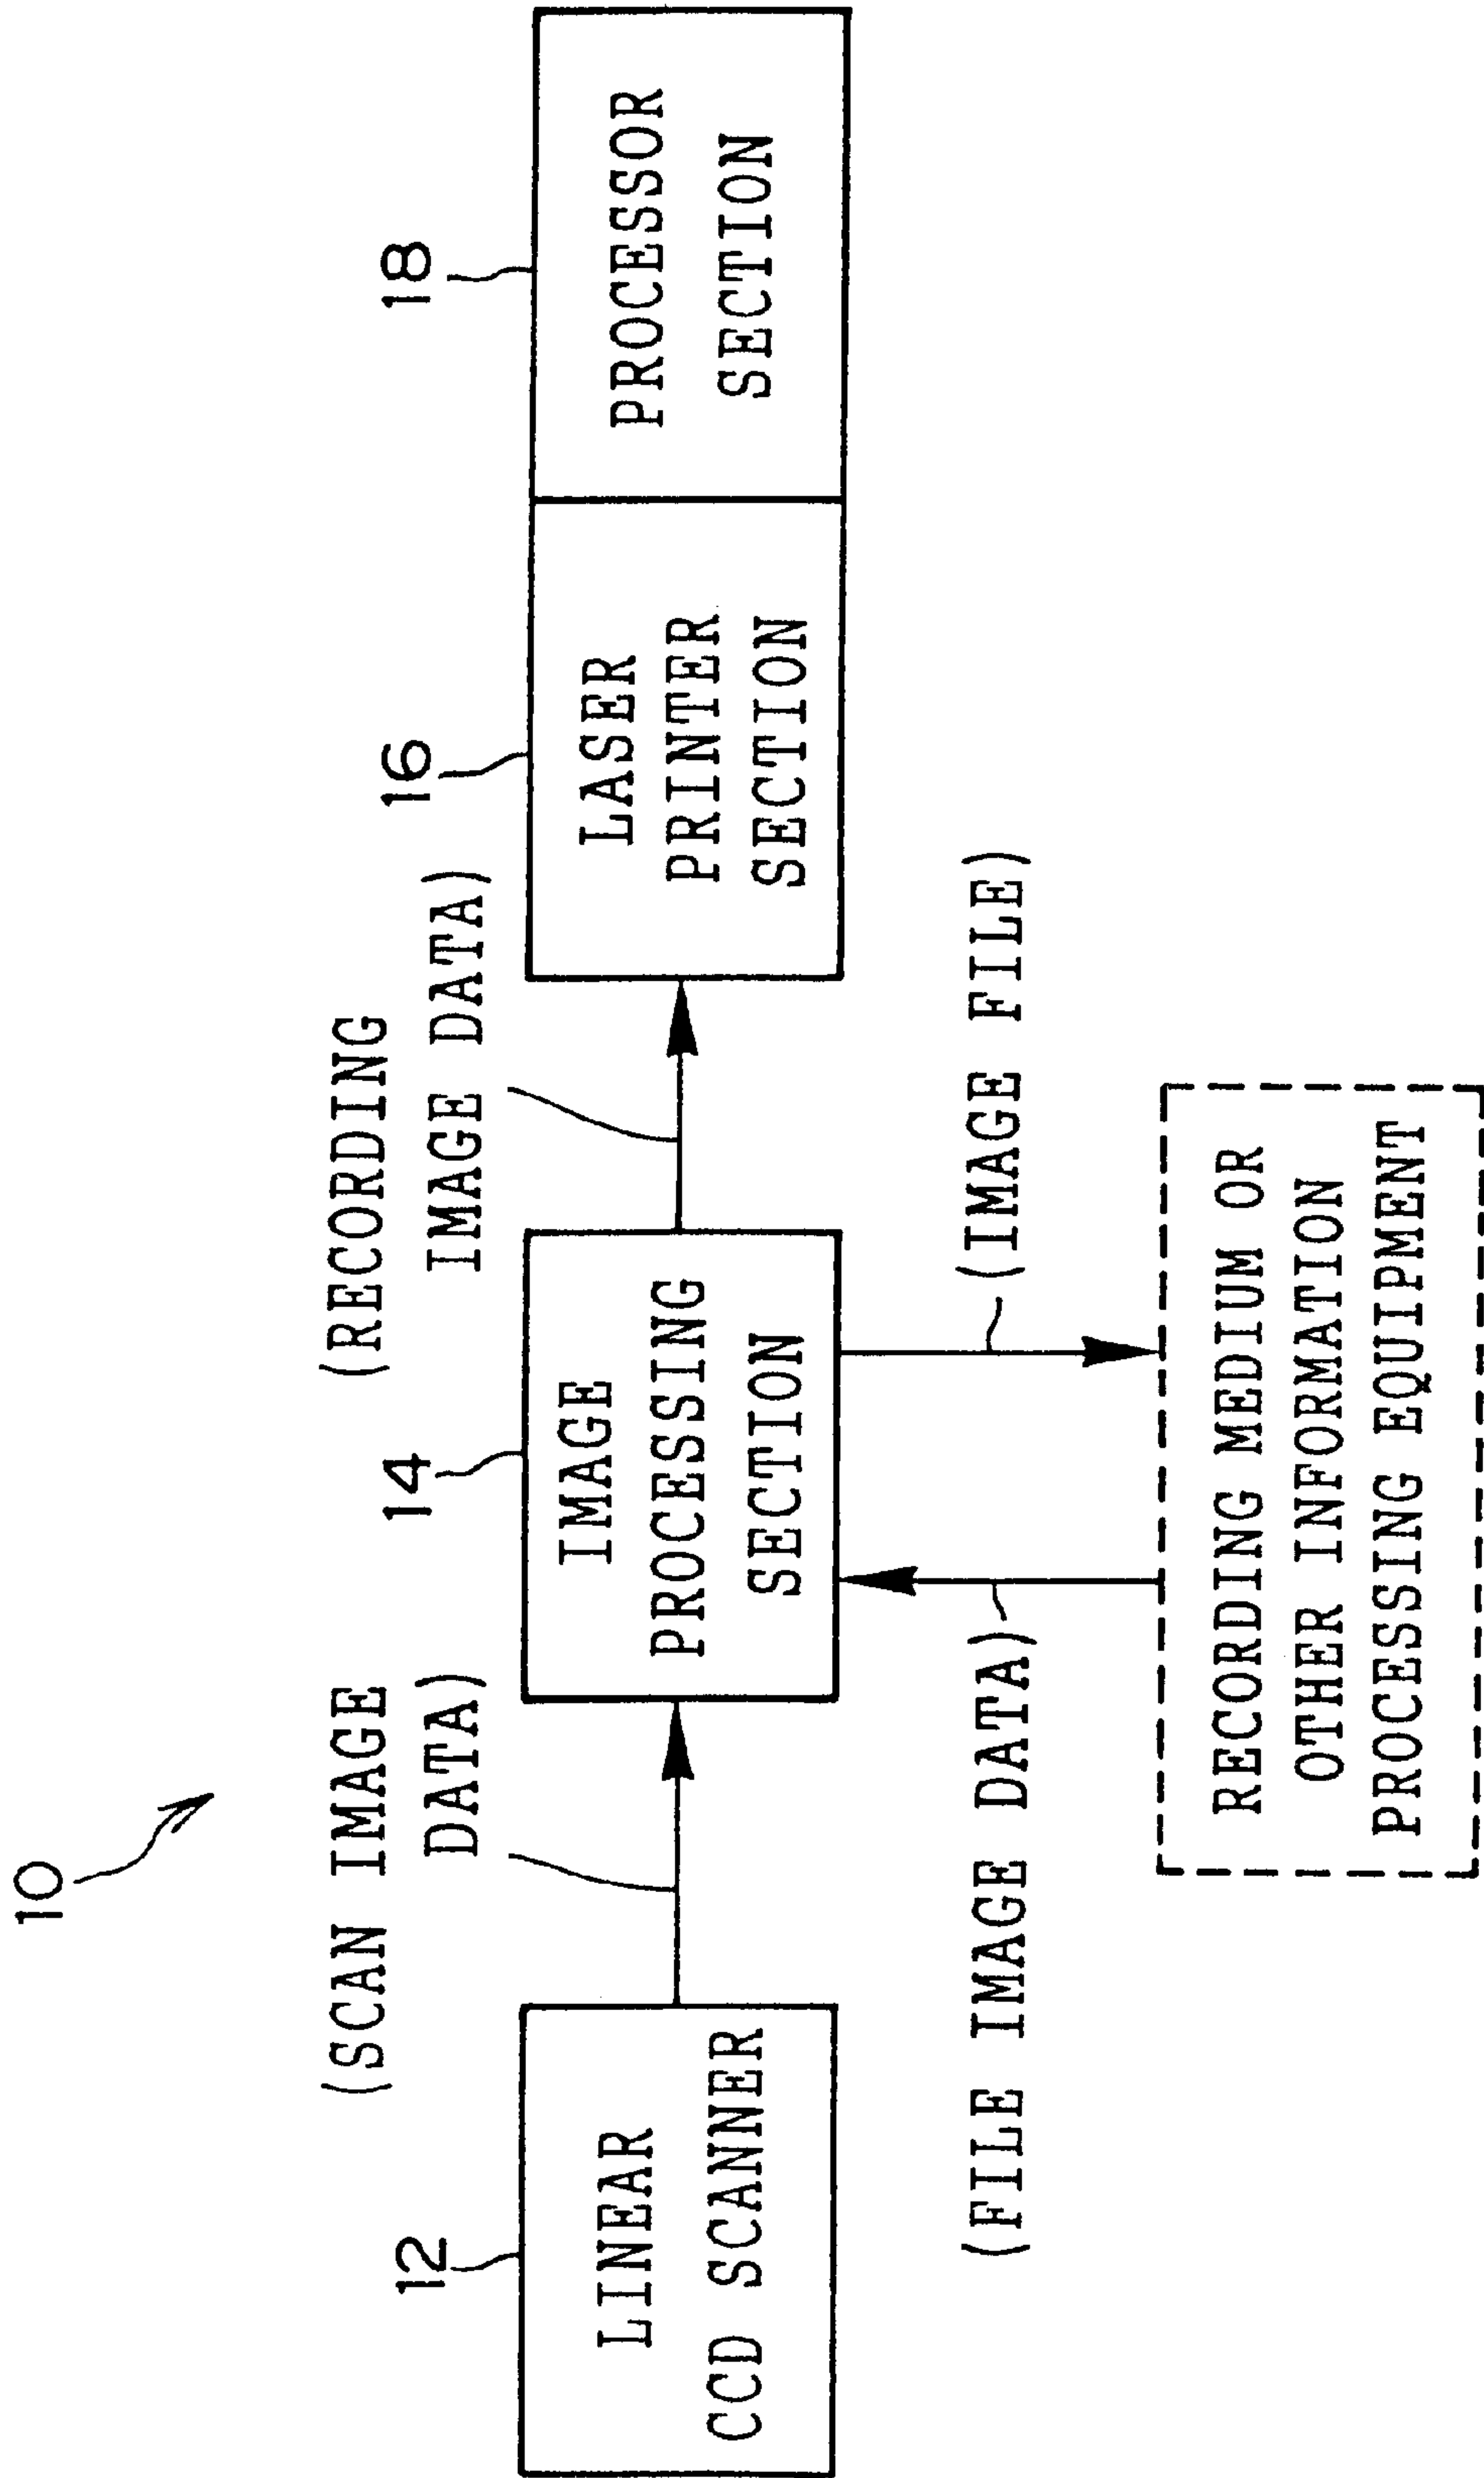 10
12
LINEAR
CCD SCANNER
(SCAN IMAGE
DATA)
14
IMAGE
PROCESSING
SECTION
(RECORDING
IMAGE DATA)
16
LASER
PRINTER
SECTION
18
PROCESSOR
SECTION
(FILE IMAGE DATA)
(IMAGE FILE)
RECORDING MEDIUM OR
OTHER INFORMATION
PROCESSING EQUIPMENT